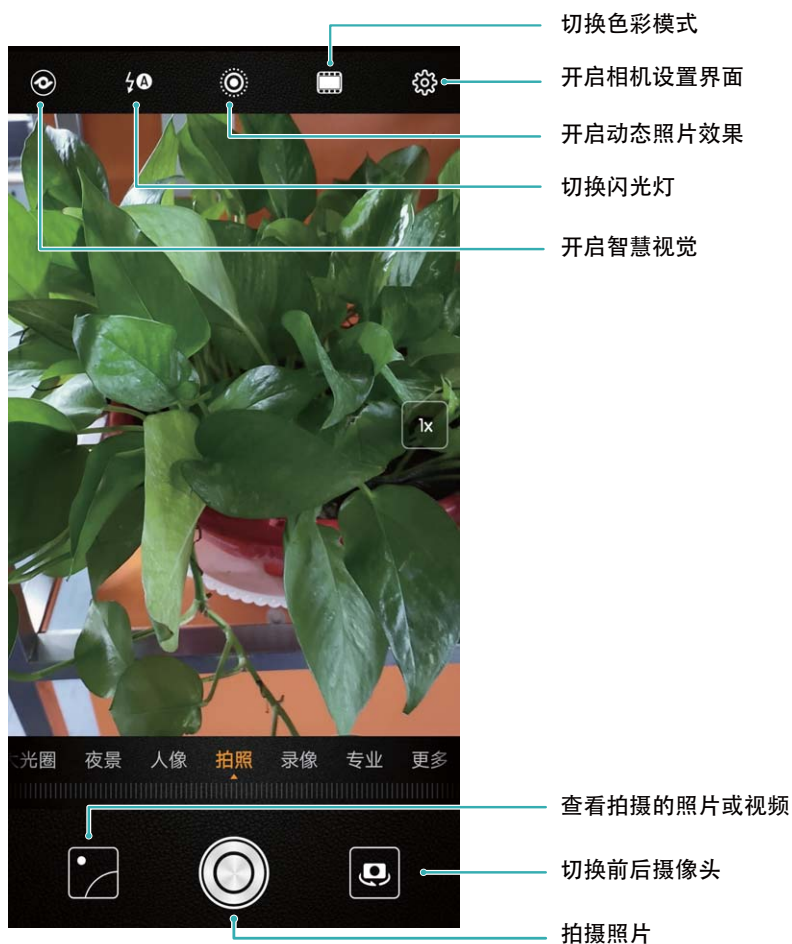 切换色彩模式
开启相机设置界面
开启动态照片效果
切换闪光灯
开启智慧视觉
A
1x
大光圈 夜景 人像 拍照 录像 专业 更多
查看拍摄的照片或视频
切换前后摄像头
拍摄照片